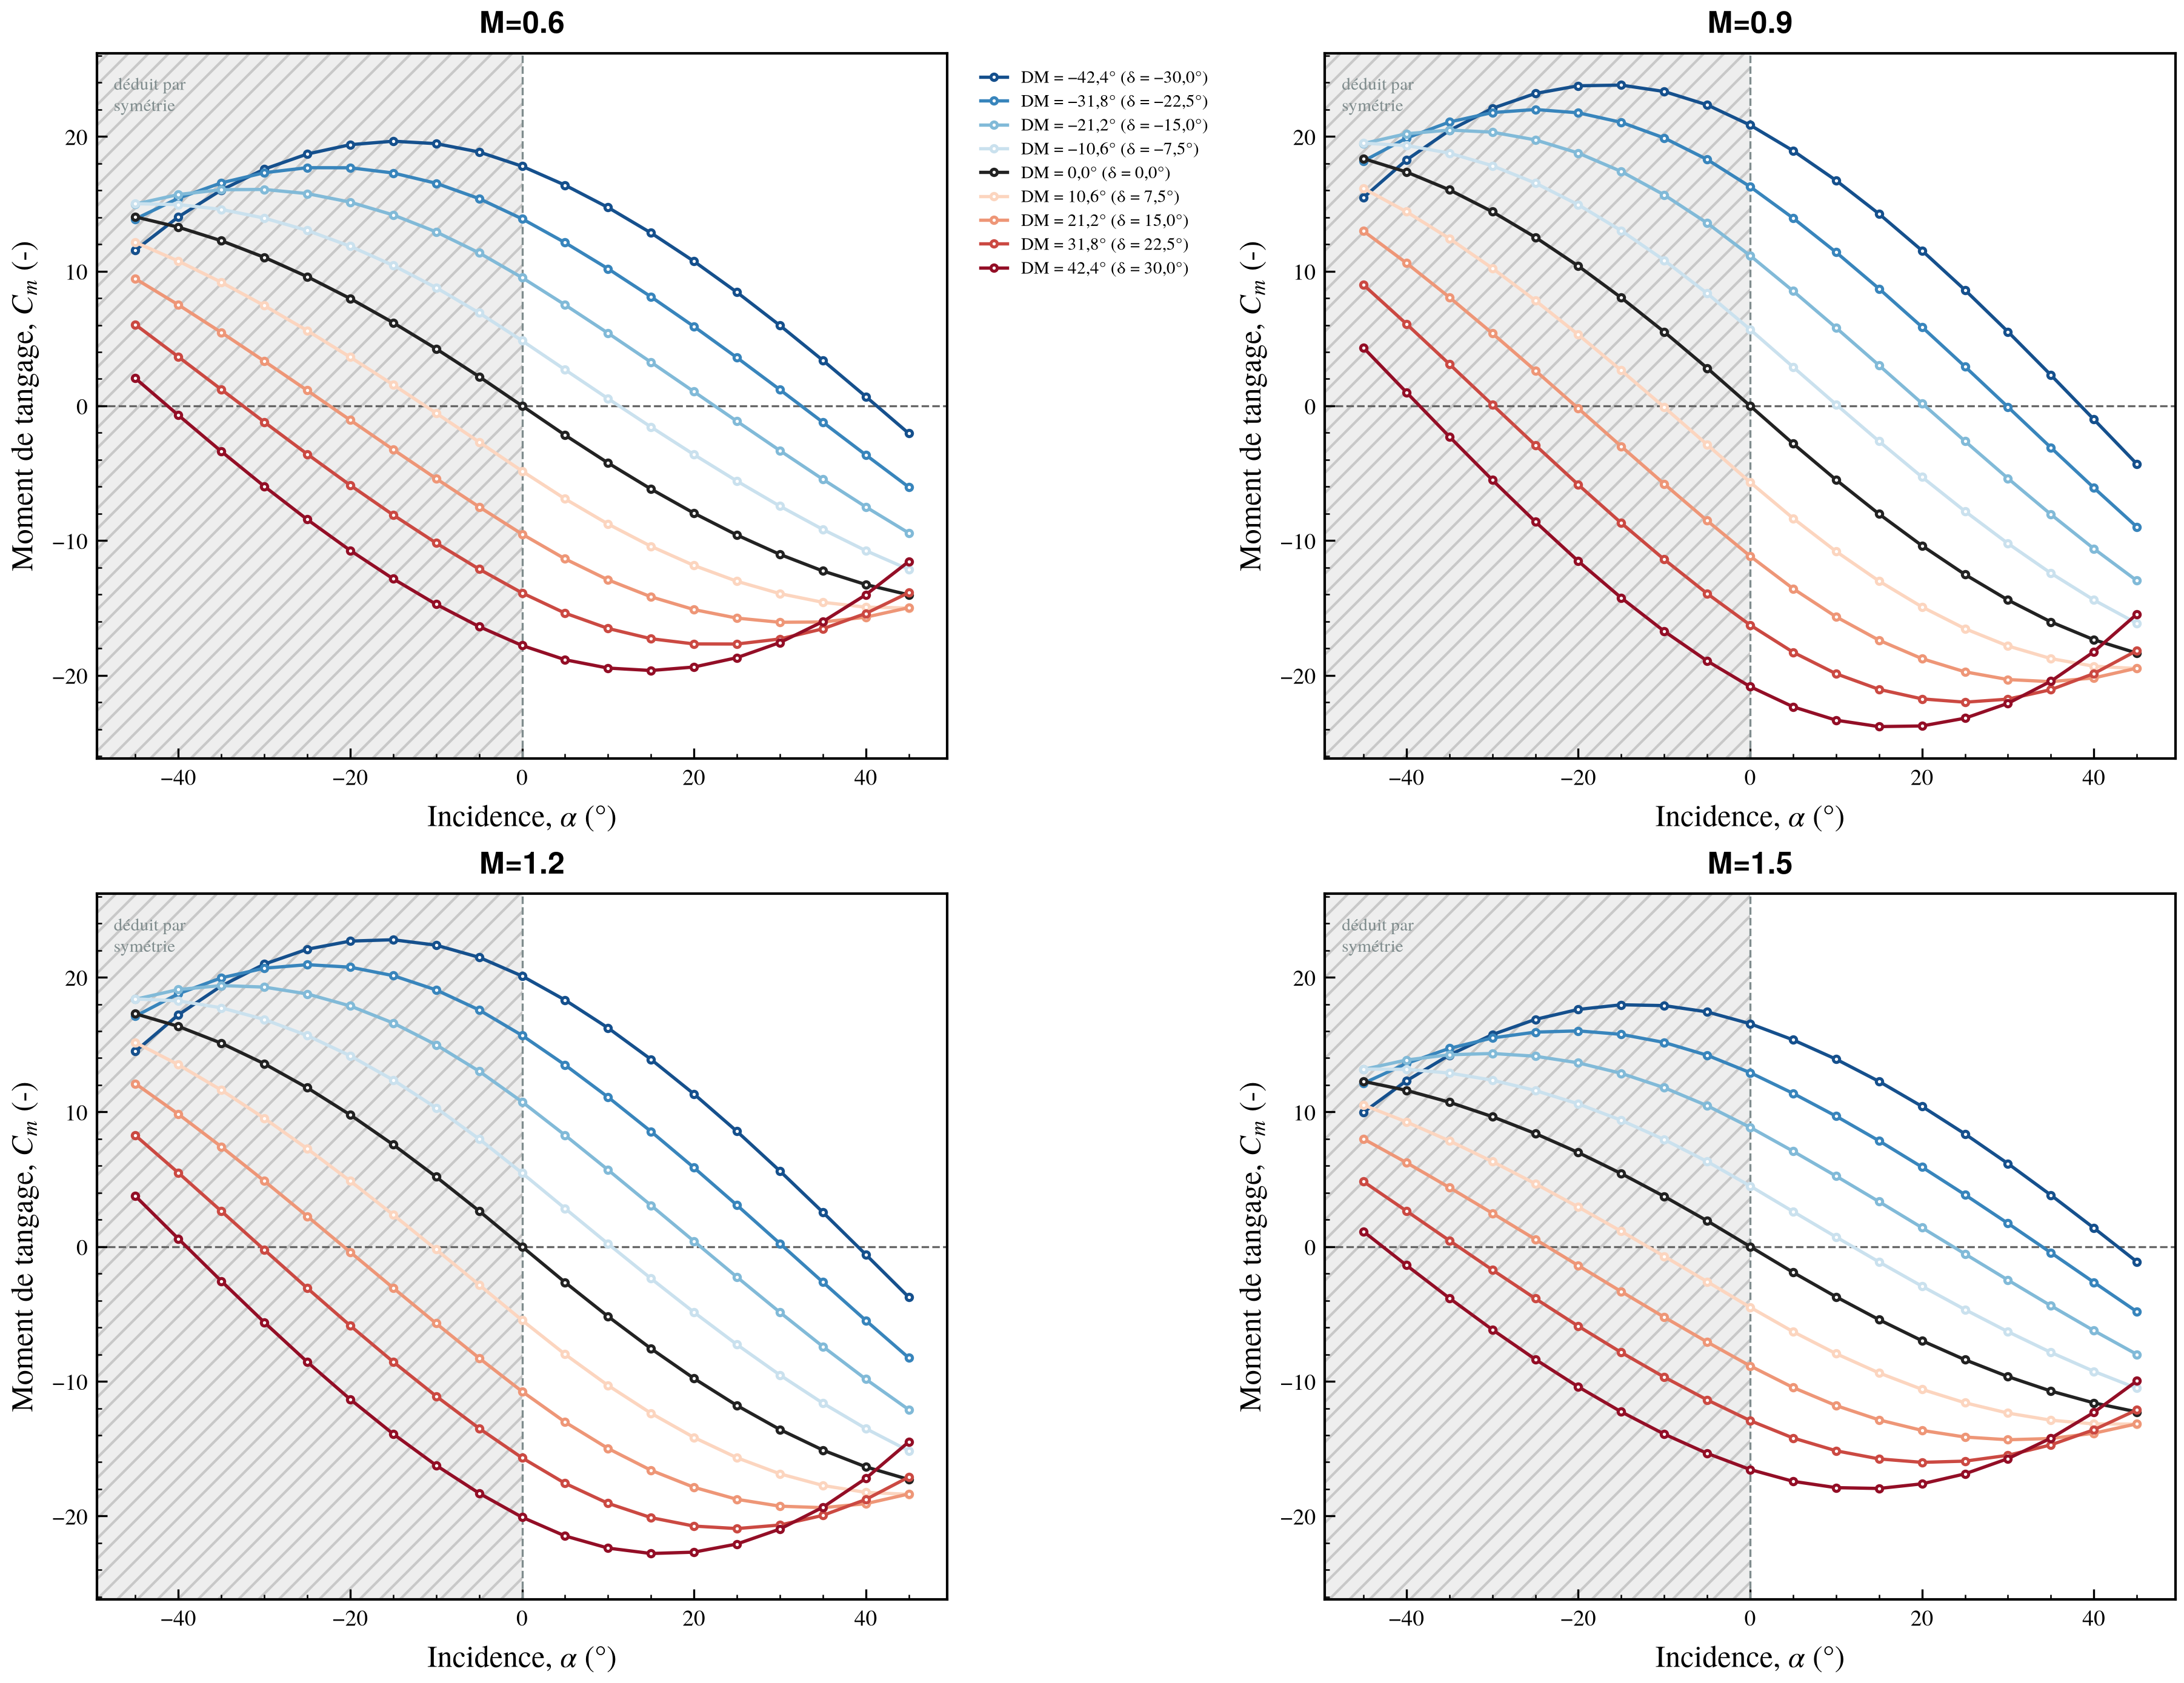 M=0.6
déduit par
symétrie
20
10
0
−10
−20
−40
−20
0
20
40
Moment de tangage, Cm (-)
Incidence, α (°)
DM = −42,4° (δ = −30,0°)
DM = −31,8° (δ = −22,5°)
DM = −21,2° (δ = −15,0°)
DM = −10,6° (δ = −7,5°)
DM = 0,0° (δ = 0,0°)
DM = 10,6° (δ = 7,5°)
DM = 21,2° (δ = 15,0°)
DM = 31,8° (δ = 22,5°)
DM = 42,4° (δ = 30,0°)
M=0.9
déduit par
symétrie
20
10
0
−10
−20
−40
−20
0
20
40
Moment de tangage, Cm (-)
Incidence, α (°)
M=1.2
déduit par
symétrie
20
10
0
−10
−20
−40
−20
0
20
40
Moment de tangage, Cm (-)
Incidence, α (°)
M=1.5
déduit par
symétrie
20
10
0
−10
−20
−40
−20
0
20
40
Moment de tangage, Cm (-)
Incidence, α (°)